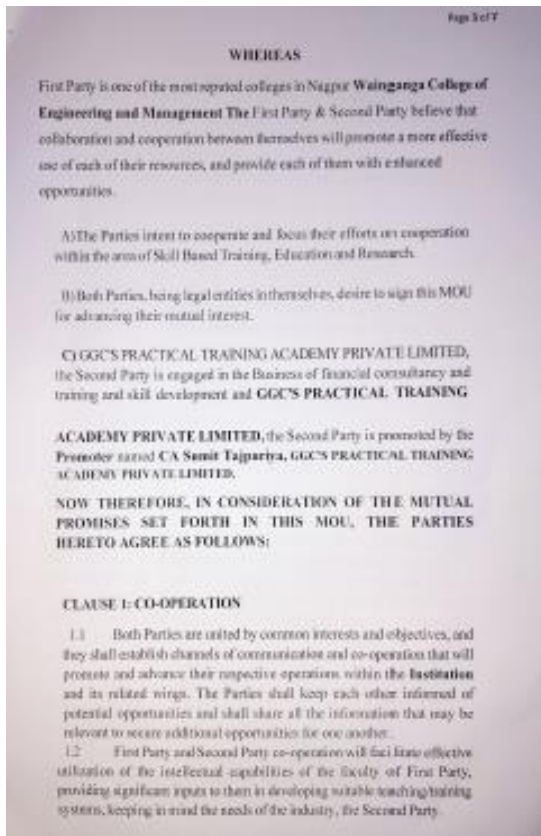 Page 3 of 7
WHEREAS
First Party is one of the most reputed colleges in Nagpur Wainganga College of
Engineering and Management The First Party & Second Party believe that
collaboration and cooperation between themselves will promote a more effective
use of each of their resources, and provide each of them with enhanced
opportunities.
A)The Parties intent to cooperate and focus their efforts on cooperation
within the area of Skill Based Training, Education and Research.
B) Both Parties, being legal entities in themselves, desire to sign this MOU
for advancing their mutual interest.
C) GGC'S PRACTICAL TRAINING ACADEMY PRIVATE LIMITED,
the Second Party is engaged in the Business of financial consultancy and
training and skill development and GGC'S PRACTICAL TRAINING
ACADEMY PRIVATE LIMITED, the Second Party is promoted by the
Promoter named CA Sumit Tajpariya, GGC'S PRACTICAL TRAINING
ACADEMY PRIVATE LIMITED.
NOW THEREFORE, IN CONSIDERATION OF THE MUTUAL
PROMISES SET FORTH IN THIS MOU, THE PARTIES
HERETO AGREE AS FOLLOWS:
CLAUSE 1: CO-OPERATION
1.1 Both Parties are united by common interests and objectives, and
they shall establish channels of communication and co-operation that will
promote and advance their respective operations within the Institution
and its related wings. The Parties shall keep each other informed of
potential opportunities and shall share all the information that may be
relevant to secure additional opportunities for one another.
1.2 First Party and Second Party co-operation will facilitate effective
utilization of the intellectual capabilities of the faculty of First Party,
providing significant inputs to them in developing suitable teaching/training
systems, keeping in mind the needs of the industry, the Second Party.